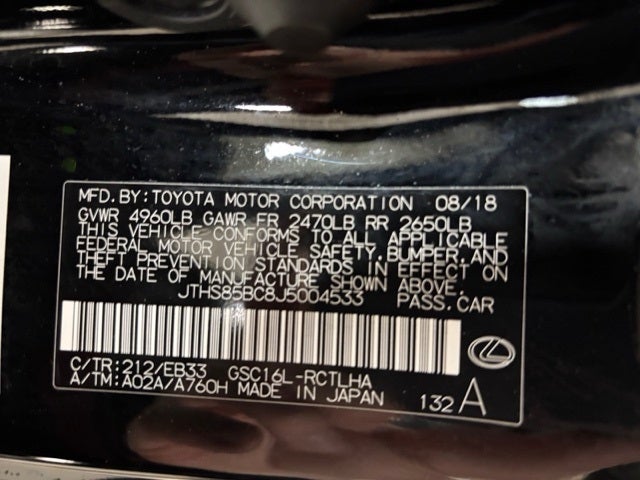 MFD. BY: TOYOTA MOTOR CORPORATION 08/18
GVWR 4960LB GAWR FR 2470LB RR 2650LB
THIS VEHICLE CONFORMS TO ALL APPLICABLE
FEDERAL MOTOR VEHICLE SAFETY, BUMPER, AND
THEFT PREVENTION STANDARDS IN EFFECT ON
THE DATE OF MANUFACTURE SHOWN ABOVE.
JTHS85BC8J5004533 PASS. CAR
C/TR: 212/EB33 GSC16L-RCTLHA
A/TM: A02A/A760H MADE IN JAPAN 132 A